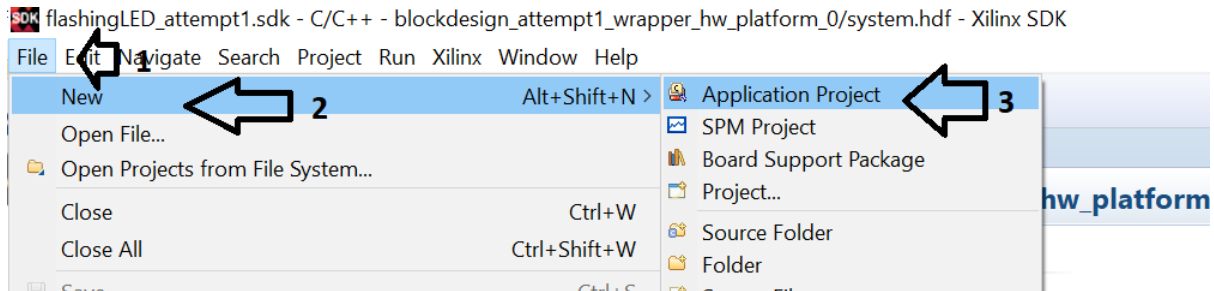 SDK flashingLED_attempt1.sdk - C/C++ - blockdesign_attempt1_wrapper_hw_platform_0/system.hdf - Xilinx SDK
File Edit 1 Navigate Search Project Run Xilinx Window Help
New 2 Alt+Shift+N > Application Project 3
Open File... SPM Project
Open Projects from File System... Board Support Package
Project... hw_platform
Close Ctrl+W Source Folder
Close All Ctrl+Shift+W Folder